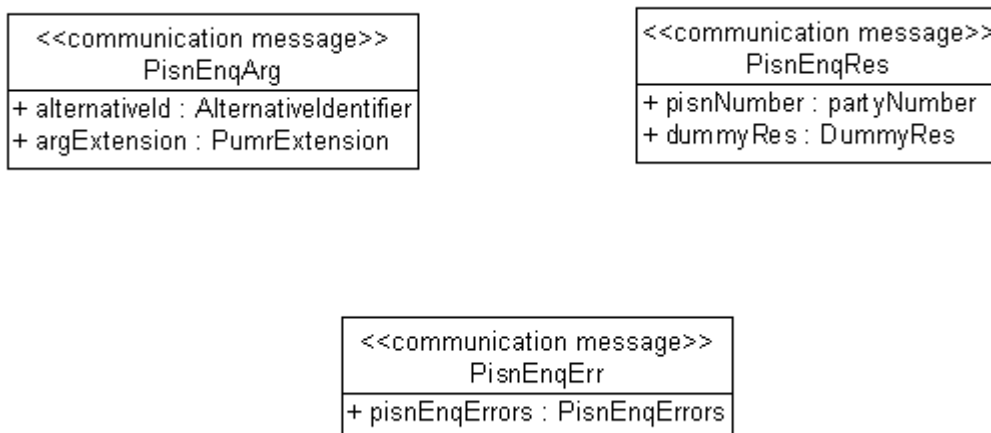 <<communication message>>
PisnEnqArg
+ alternativeId : AlternativeIdentifier
+ argExtension : PumrExtension
<<communication message>>
PisnEnqRes
+ pisnNumber : partyNumber
+ dummyRes : DummyRes
<<communication message>>
PisnEnqErr
+ pisnEnqErrors : PisnEnqErrors